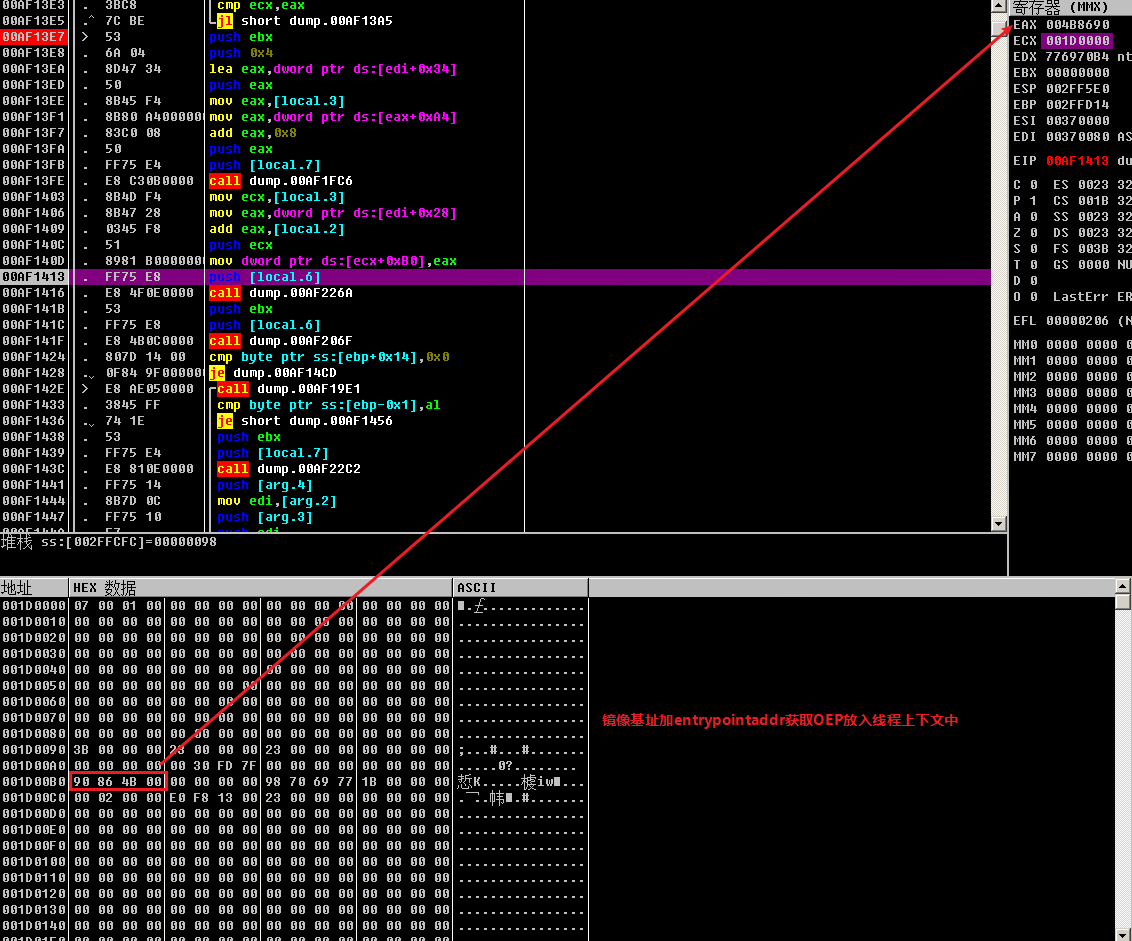 00AF13E3 . 3BC8 cmp ecx,eax
00AF13E5 .^ 7C BE jl short dump.00AF13A5
00AF13E7 > 53 push ebx
00AF13E8 . 6A 04 push 0x4
00AF13EA . 8D47 34 lea eax,dword ptr ds:[edi+0x34]
00AF13ED . 50 push eax
00AF13EE . 8B45 F4 mov eax,[local.3]
00AF13F1 . 8B80 A4000000 mov eax,dword ptr ds:[eax+0xA4]
00AF13F7 . 83C0 08 add eax,0x8
00AF13FA . 50 push eax
00AF13FB . FF75 E4 push [local.7]
00AF13FE . E8 C30B0000 call dump.00AF1FC6
00AF1403 . 8B4D F4 mov ecx,[local.3]
00AF1406 . 8B47 28 mov eax,dword ptr ds:[edi+0x28]
00AF1409 . 0345 F8 add eax,[local.2]
00AF140C . 51 push ecx
00AF140D . 8981 B0000000 mov dword ptr ds:[ecx+0xB0],eax
00AF1413 . FF75 E8 push [local.6]
00AF1416 . E8 4F0E0000 call dump.00AF226A
00AF141B . 53 push ebx
00AF141C . FF75 E8 push [local.6]
00AF141F . E8 4B0C0000 call dump.00AF206F
00AF1424 . 807D 14 00 cmp byte ptr ss:[ebp+0x14],0x0
00AF1428 .v 0F84 9F000000 je dump.00AF14CD
00AF142E > E8 AE050000 call dump.00AF19E1
00AF1433 . 3845 FF cmp byte ptr ss:[ebp-0x1],al
00AF1436 .v 74 1E je short dump.00AF1456
00AF1438 . 53 push ebx
00AF1439 . FF75 E4 push [local.7]
00AF143C . E8 810E0000 call dump.00AF22C2
00AF1441 . FF75 14 push [arg.4]
00AF1444 . 8B7D 0C mov edi,[arg.2]
00AF1447 . FF75 10 push [arg.3]
堆栈 ss:[002FFCFC]=00000098
寄存器 (MMX)
EAX 004B8690
ECX 001D0000
EDX 776970B4 nt
EBX 00000000
ESP 002FF5E0
EBP 002FFD14
ESI 00370000
EDI 00370080 AS
EIP 00AF1413 du
C 0 ES 0023 32
P 1 CS 001B 32
A 0 SS 0023 32
Z 0 DS 0023 32
S 0 FS 003B 32
T 0 GS 0000 NU
D 0
O 0 LastErr ER
EFL 00000206 (N
MM0 0000 0000 0
MM1 0000 0000 0
MM2 0000 0000 0
MM3 0000 0000 0
MM4 0000 0000 0
MM5 0000 0000 0
MM6 0000 0000 0
MM7 0000 0000 0
地址 HEX 数据 ASCII
001D0000 07 00 01 00 00 00 00 00 00 00 00 00 00 00 00 00
001D0010 00 00 00 00 00 00 00 00 00 00 00 00 00 00 00 00 ................
001D0020 00 00 00 00 00 00 00 00 00 00 00 00 00 00 00 00 ................
001D0030 00 00 00 00 00 00 00 00 00 00 00 00 00 00 00 00 ................
001D0040 00 00 00 00 00 00 00 00 00 00 00 00 00 00 00 00 ................
001D0050 00 00 00 00 00 00 00 00 00 00 00 00 00 00 00 00 ................
001D0060 00 00 00 00 00 00 00 00 00 00 00 00 00 00 00 00 ................
001D0070 00 00 00 00 00 00 00 00 00 00 00 00 00 00 00 00 ................
001D0080 00 00 00 00 00 00 00 00 00 00 00 00 00 00 00 00 ................
001D0090 3B 00 00 00 23 00 00 00 23 00 00 00 00 00 00 00 ;...#...#.......
001D00A0 00 00 00 00 00 30 FD 7F 00 00 00 00 00 00 00 00 .....0?.........
001D00B0 90 86 4B 00 00 00 00 00 98 70 69 77 1B 00 00 00
001D00C0 00 02 00 00 E0 F8 13 00 23 00 00 00 00 00 00 00
001D00D0 00 00 00 00 00 00 00 00 00 00 00 00 00 00 00 00 ................
001D00E0 00 00 00 00 00 00 00 00 00 00 00 00 00 00 00 00 ................
001D00F0 00 00 00 00 00 00 00 00 00 00 00 00 00 00 00 00 ................
001D0100 00 00 00 00 00 00 00 00 00 00 00 00 00 00 00 00 ................
001D0110 00 00 00 00 00 00 00 00 00 00 00 00 00 00 00 00 ................
001D0120 00 00 00 00 00 00 00 00 00 00 00 00 00 00 00 00 ................
001D0130 00 00 00 00 00 00 00 00 00 00 00 00 00 00 00 00 ................
001D0140 00 00 00 00 00 00 00 00 00 00 00 00 00 00 00 00 ................
镜像基址加entrypointaddr获取OEP放入线程上下文中